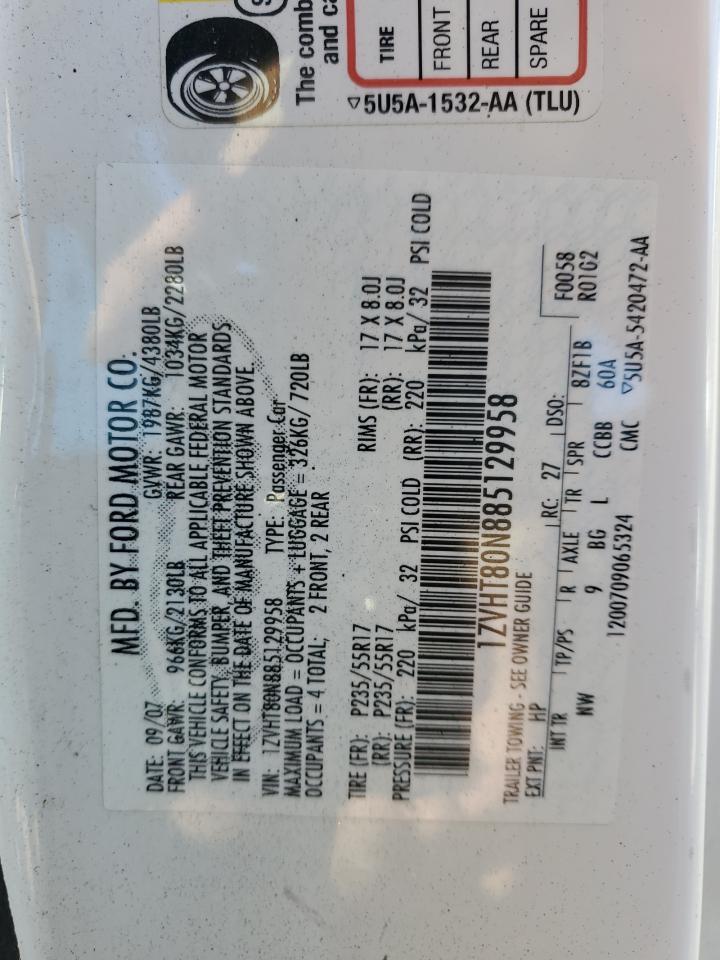 The comb
and ca
TIRE
FRONT
REAR
SPARE
▽5U5A-1532-AA (TLU)
MFD. BY FORD MOTOR CO.
DATE: 09/07 GVWR: 1987KG/4380LB
FRONT GAWR: 966KG/2130LB REAR GAWR: 1034KG/2280LB
THIS VEHICLE CONFORMS TO ALL APPLICABLE FEDERAL MOTOR
VEHICLE SAFETY, BUMPER, AND THEFT PREVENTION STANDARDS
IN EFFECT ON THE DATE OF MANUFACTURE SHOWN ABOVE.
VIN: 1ZVHT80N885129958 TYPE: Passenger Car
MAXIMUM LOAD = OCCUPANTS + LUGGAGE = 326KG/720LB
OCCUPANTS = 4 TOTAL; 2 FRONT, 2 REAR
TIRE (FR): P235/55R17 RIMS (FR): 17 X 8.0J
(RR): P235/55R17 (RR): 17 X 8.0J
PRESSURE (FR): 220 kPa/ 32 PSI COLD (RR): 220 kPa/ 32 PSI COLD
1ZVHT80N885129958
TRAILER TOWING - SEE OWNER GUIDE
EXT PNT: HP RC: 27 DSO: F0058
INT TR TP/PS R AXLE TR SPR 8ZF1B R01G2
NW 9 BG L CCBB 60A
1200709065324 CMC ▽5U5A-5420472-AA